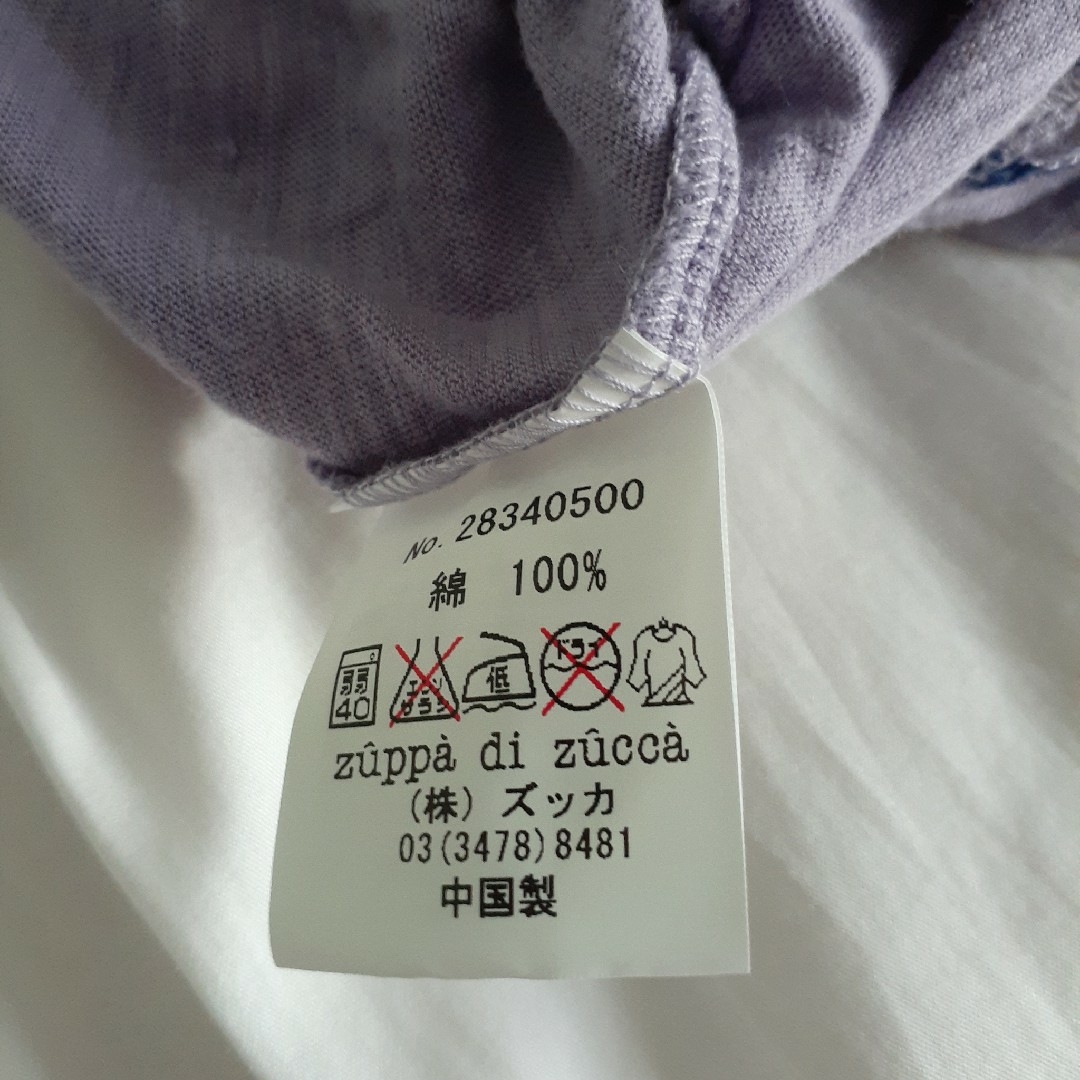 No. 28340500
綿 100%
弱 40 エンソ サラシ 低 ドライ
zûppà di zûccà
(株) ズッカ
03(3478)8481
中国製